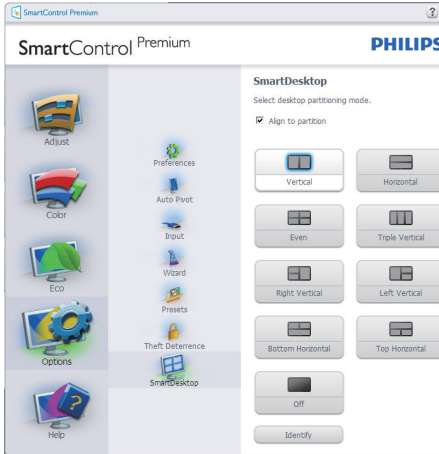 SmartControl Premium
?
SmartControl Premium
PHILIPS
Adjust
Color
Eco
Options
Help
Preferences
Auto Pivot
Input
Wizard
Presets
Theft Deterrence
SmartDesktop
SmartDesktop
Select desktop partitioning mode.
Align to partition
Vertical
Horizontal
Even
Triple Vertical
Right Vertical
Left Vertical
Bottom Horizontal
Top Horizontal
Off
Identify